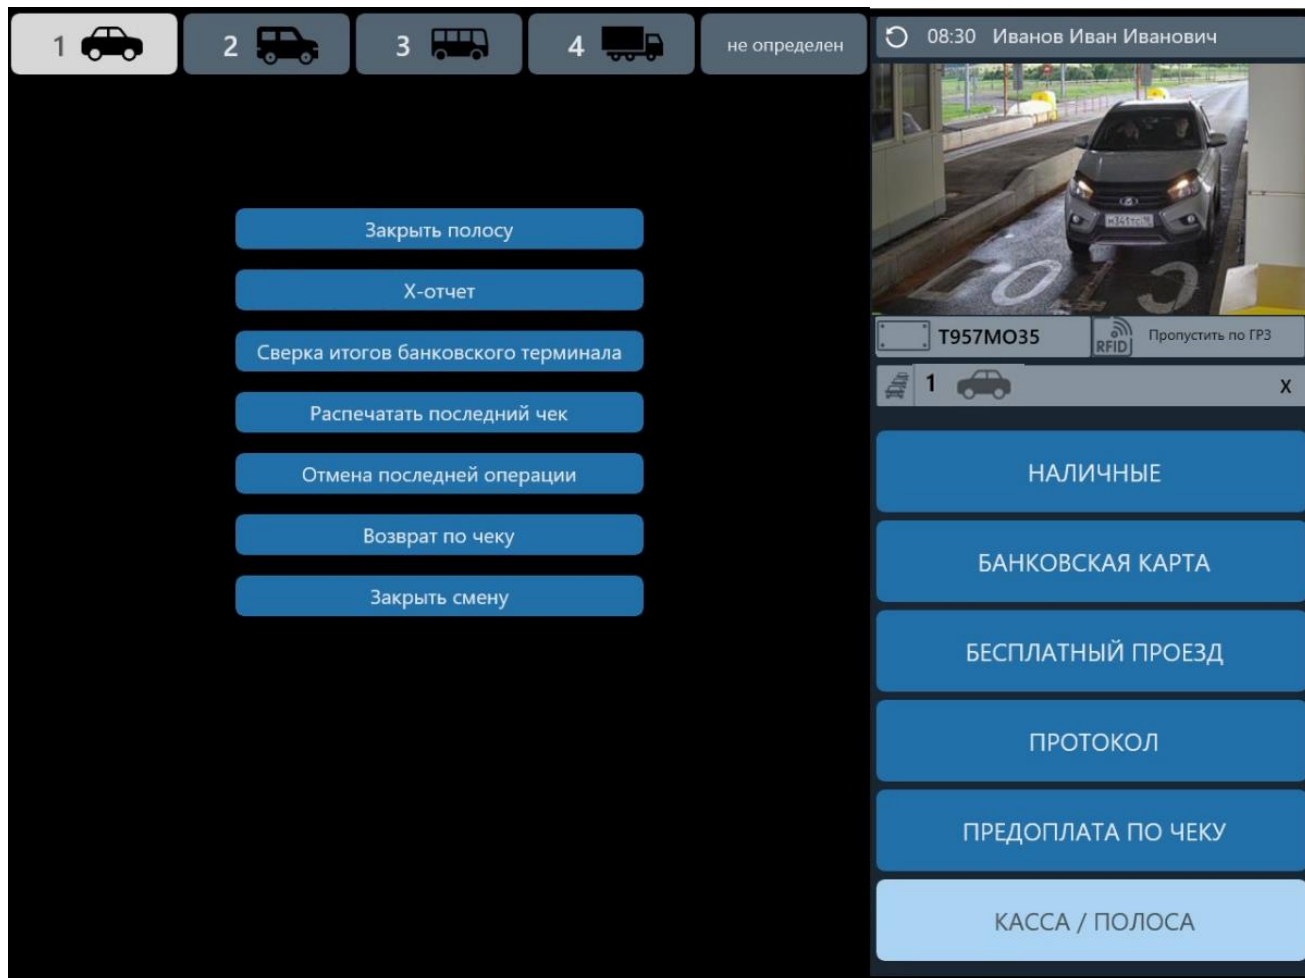 1
2
3
4
не определен
08:30 Иванов Иван Иванович
Закрыть полосу
Х-отчет
Сверка итогов банковского терминала
Распечатать последний чек
Отмена последней операции
Возврат по чеку
Закрыть смену
Т957МО35
RFID
Пропустить по ГРЗ
1
X
НАЛИЧНЫЕ
БАНКОВСКАЯ КАРТА
БЕСПЛАТНЫЙ ПРОЕЗД
ПРОТОКОЛ
ПРЕДОПЛАТА ПО ЧЕКУ
КАССА / ПОЛОСА